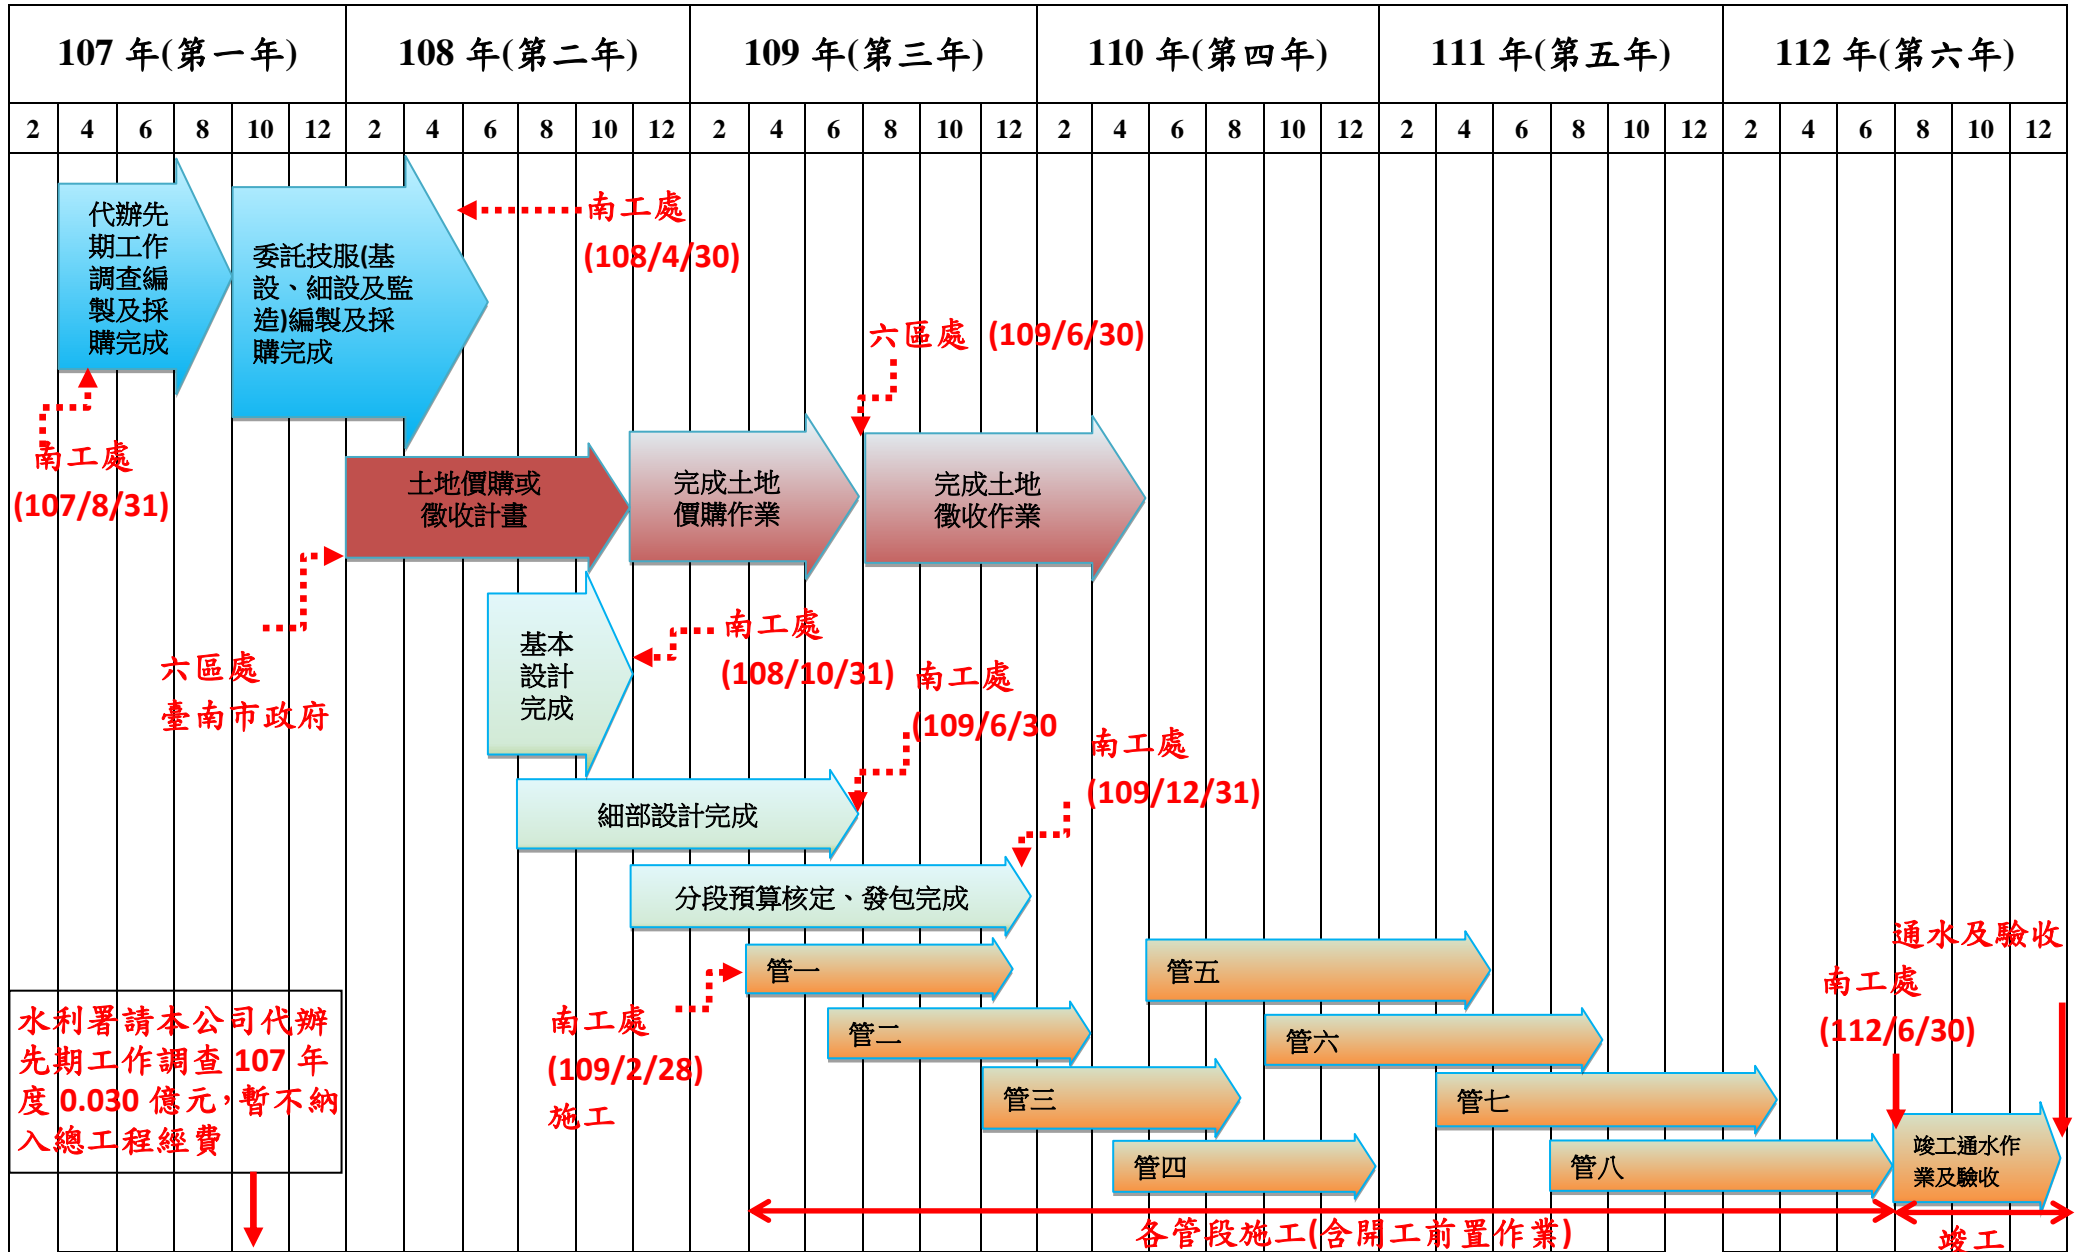 107 年(第一年) 108 年(第二年) 109 年(第三年) 110 年(第四年) 111 年(第五年) 112 年(第六年)
2 4 6 8 10 12 2 4 6 8 10 12 2 4 6 8 10 12 2 4 6 8 10 12 2 4 6 8 10 12 2 4 6 8 10 12
代辦先
期工作
調查編
製及採
購完成
委託技服(基
設、細設及監
造)編製及採
購完成
南工處
(108/4/30)
六區處 (109/6/30)
南工處
(107/8/31)
土地價購或
徵收計畫
完成土地
價購作業
完成土地
徵收作業
六區處
臺南市政府
基本
設計
完成
南工處
(108/10/31)
南工處
(109/6/30
南工處
(109/12/31)
細部設計完成
分段預算核定、發包完成
管一
管二
管三
管四
管五
管六
管七
管八
南工處
(109/2/28)
施工
通水及驗收
南工處
(112/6/30)
竣工通水作
業及驗收
水利署請本公司代辦
先期工作調查 107 年
度 0.030 億元,暫不納
入總工程經費
各管段施工(含開工前置作業)
竣工